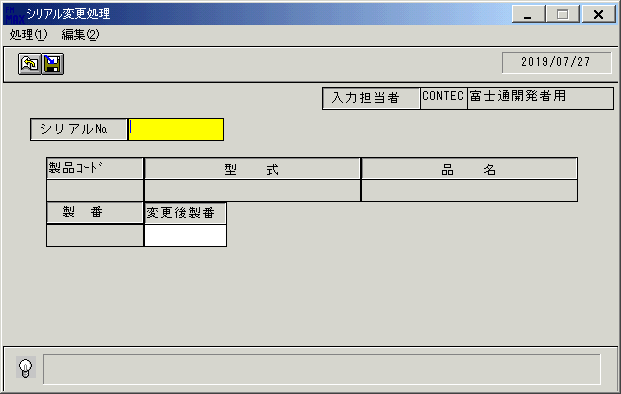 シリアル変更処理
処理(1) 編集(2)
2019/07/27
入力担当者 CONTEC 富士通開発者用
シリアル№
製品ｺｰﾄﾞ 型 式 品 名
製 番 変更後製番